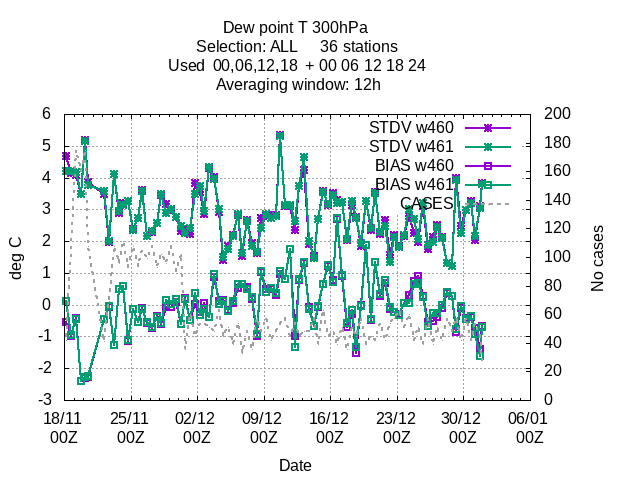 Dew point T 300hPa
Selection: ALL 36 stations
Used 00,06,12,18 + 00 06 12 18 24
Averaging window: 12h
6 200
5 180
4 160
3 140
2 120
1 100
0 80
-1 60
-2 40
-3 20
0
STDV w460
STDV w461
BIAS w460
BIAS w461
CASES
deg C
No cases
18/11 25/11 02/12 09/12 16/12 23/12 30/12 06/01
00Z 00Z 00Z 00Z 00Z 00Z 00Z 00Z
Date